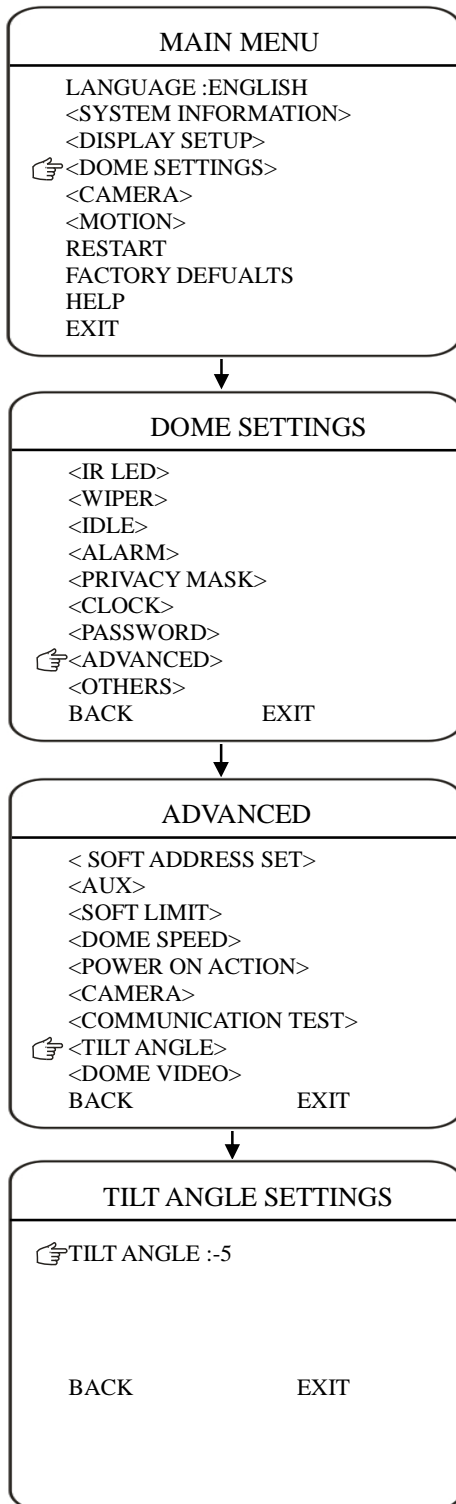 MAIN MENU
LANGUAGE :ENGLISH
<SYSTEM INFORMATION>
<DISPLAY SETUP>
<DOME SETTINGS>
<CAMERA>
<MOTION>
RESTART
FACTORY DEFUALTS
HELP
EXIT
DOME SETTINGS
<IR LED>
<WIPER>
<IDLE>
<ALARM>
<PRIVACY MASK>
<CLOCK>
<PASSWORD>
<ADVANCED>
<OTHERS>
BACK EXIT
ADVANCED
< SOFT ADDRESS SET>
<AUX>
<SOFT LIMIT>
<DOME SPEED>
<POWER ON ACTION>
<CAMERA>
<COMMUNICATION TEST>
<TILT ANGLE>
<DOME VIDEO>
BACK EXIT
TILT ANGLE SETTINGS
TILT ANGLE :-5
BACK EXIT